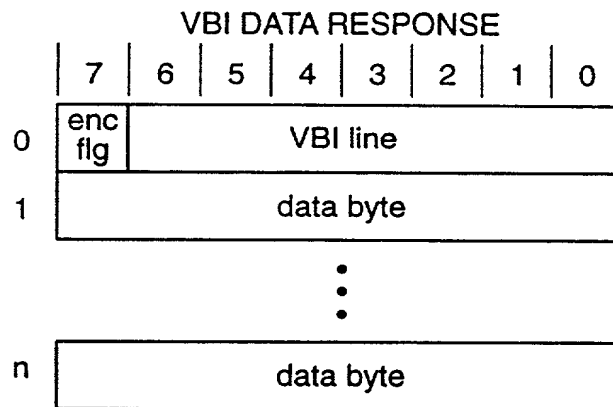 VBI DATA RESPONSE
7 6 5 4 3 2 1 0
0 enc flg VBI line
1 data byte
n data byte